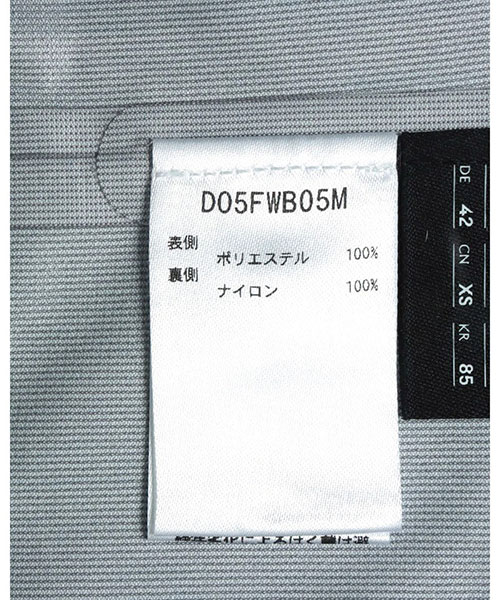 D05FWB05M
表側
ポリエステル 100%
裏側
ナイロン 100%
DE 42 CN XS KR 85